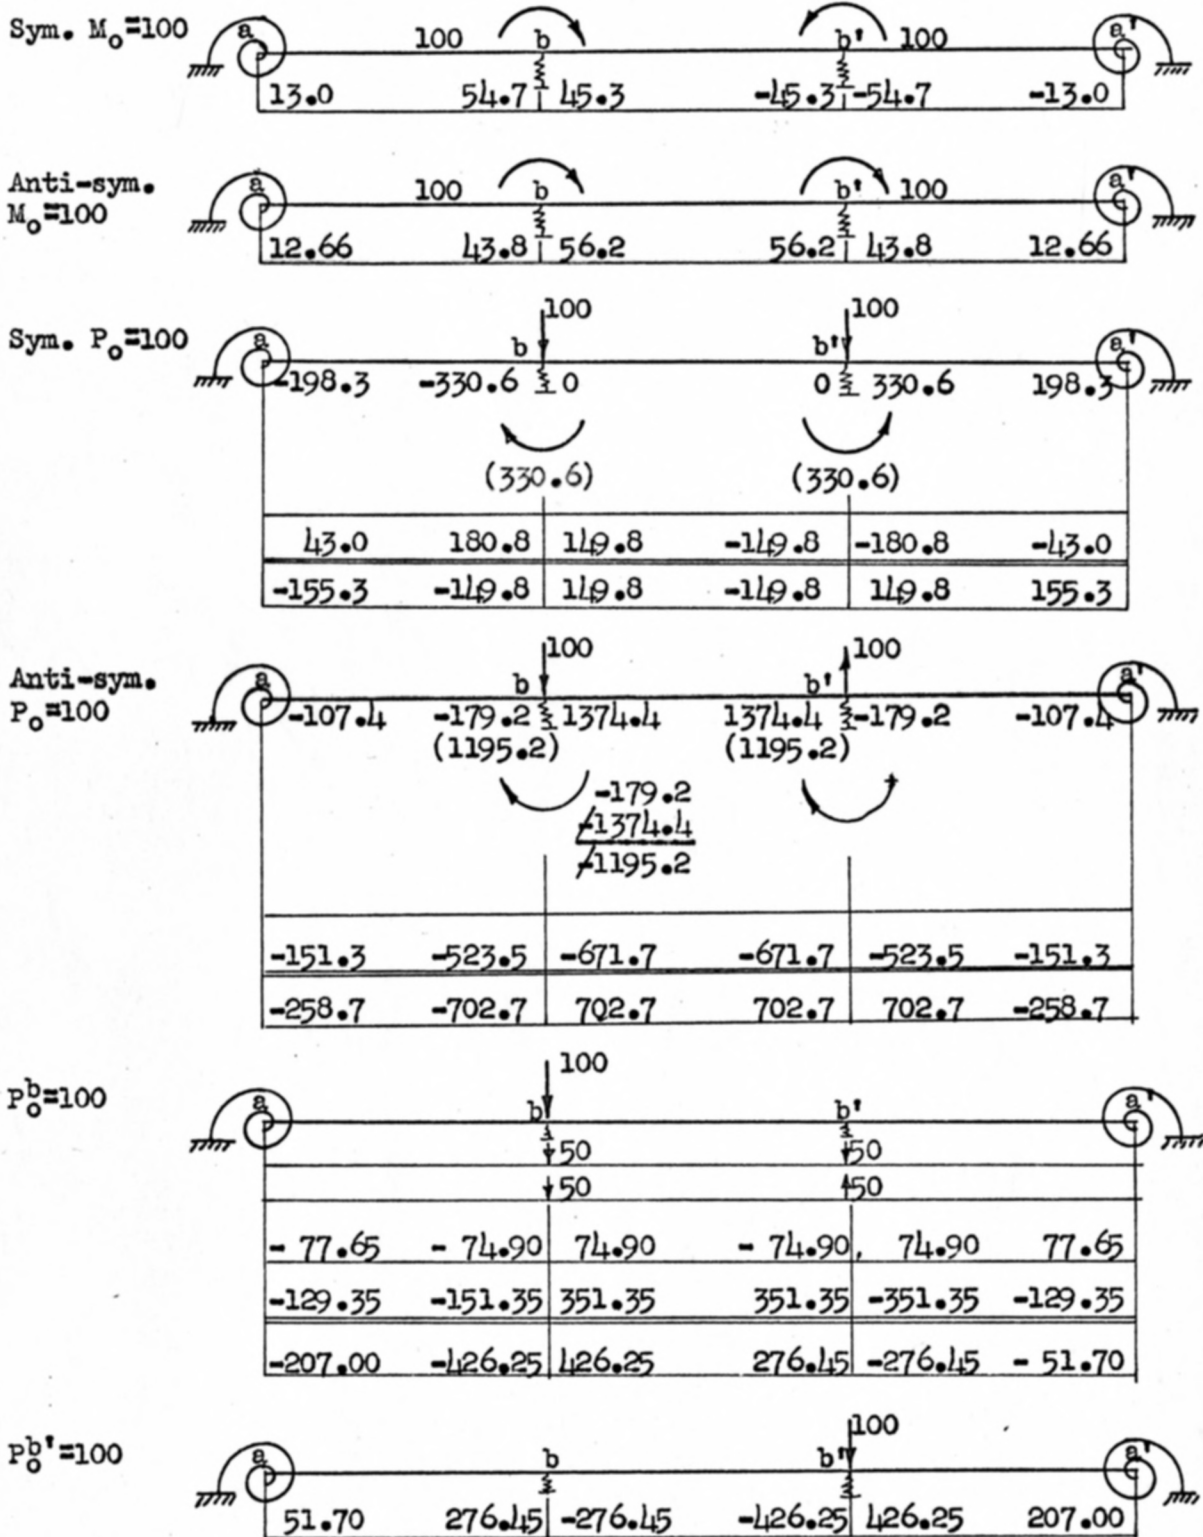 Sym. Mo=100
a 100 b b' 100 a'
13.0 54.7 45.3 -45.3 -54.7 -13.0
Anti-sym.
Mo=100
a 100 b b' 100 a'
12.66 43.8 56.2 56.2 43.8 12.66
100 100
Sym. Po=100
a b b' a'
-198.3 -330.6 0 0 330.6 198.3
(330.6) (330.6)
43.0 180.8 149.8 -149.8 -180.8 -43.0
-155.3 -149.8 149.8 -149.8 149.8 155.3
100 100
Anti-sym.
Po=100
a b b' a'
-107.4 -179.2 1374.4 1374.4 -179.2 -107.4
(1195.2) (1195.2)
-179.2
-1374.4
-1195.2
-151.3 -523.5 -671.7 -671.7 -523.5 -151.3
-258.7 -702.7 702.7 702.7 702.7 -258.7
100
Pbo=100
a b b' a'
50 50
50 50
- 77.65 - 74.90 74.90 - 74.90, 74.90 77.65
-129.35 -151.35 351.35 351.35 -351.35 -129.35
-207.00 -426.25 426.25 276.45 -276.45 - 51.70
100
Pb'o=100
a b b' a'
51.70 276.45 -276.45 -426.25 426.25 207.00